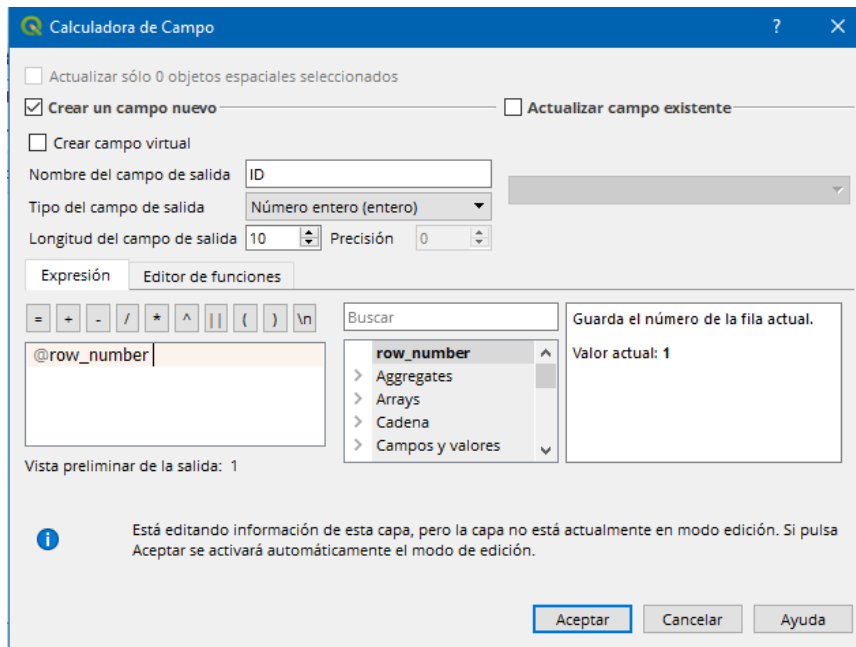 Calculadora de Campo
?
Actualizar sólo 0 objetos espaciales seleccionados
Crear un campo nuevo
Actualizar campo existente
Crear campo virtual
Nombre del campo de salida ID
Tipo del campo de salida Número entero (entero)
Longitud del campo de salida 10 Precisión 0
Expresión Editor de funciones
= + - / * ^ || ( ) \n
@row_number
Vista preliminar de la salida: 1
Buscar
row_number
Aggregates
Arrays
Cadena
Campos y valores
Guarda el número de la fila actual.
Valor actual: 1
Está editando información de esta capa, pero la capa no está actualmente en modo edición. Si pulsa
Aceptar se activará automáticamente el modo de edición.
Aceptar Cancelar Ayuda